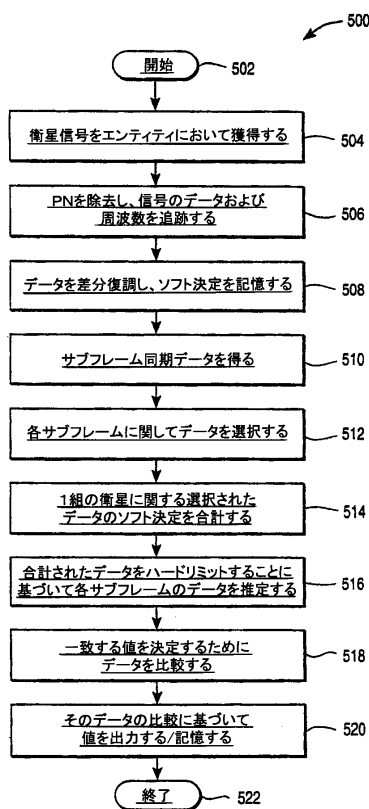 500
開始
502
衛星信号をエンティティにおいて獲得する
504
PNを除去し、信号のデータおよび
周波数を追跡する
506
データを差分復調し、ソフト決定を記憶する
508
サブフレーム同期データを得る
510
各サブフレームに関してデータを選択する
512
1組の衛星に関する選択された
データのソフト決定を合計する
514
合計されたデータをハードリミットすることに
基づいて各サブフレームのデータを推定する
516
一致する値を決定するために
データを比較する
518
そのデータの比較に基づいて
値を出力する/記憶する
520
終了
522